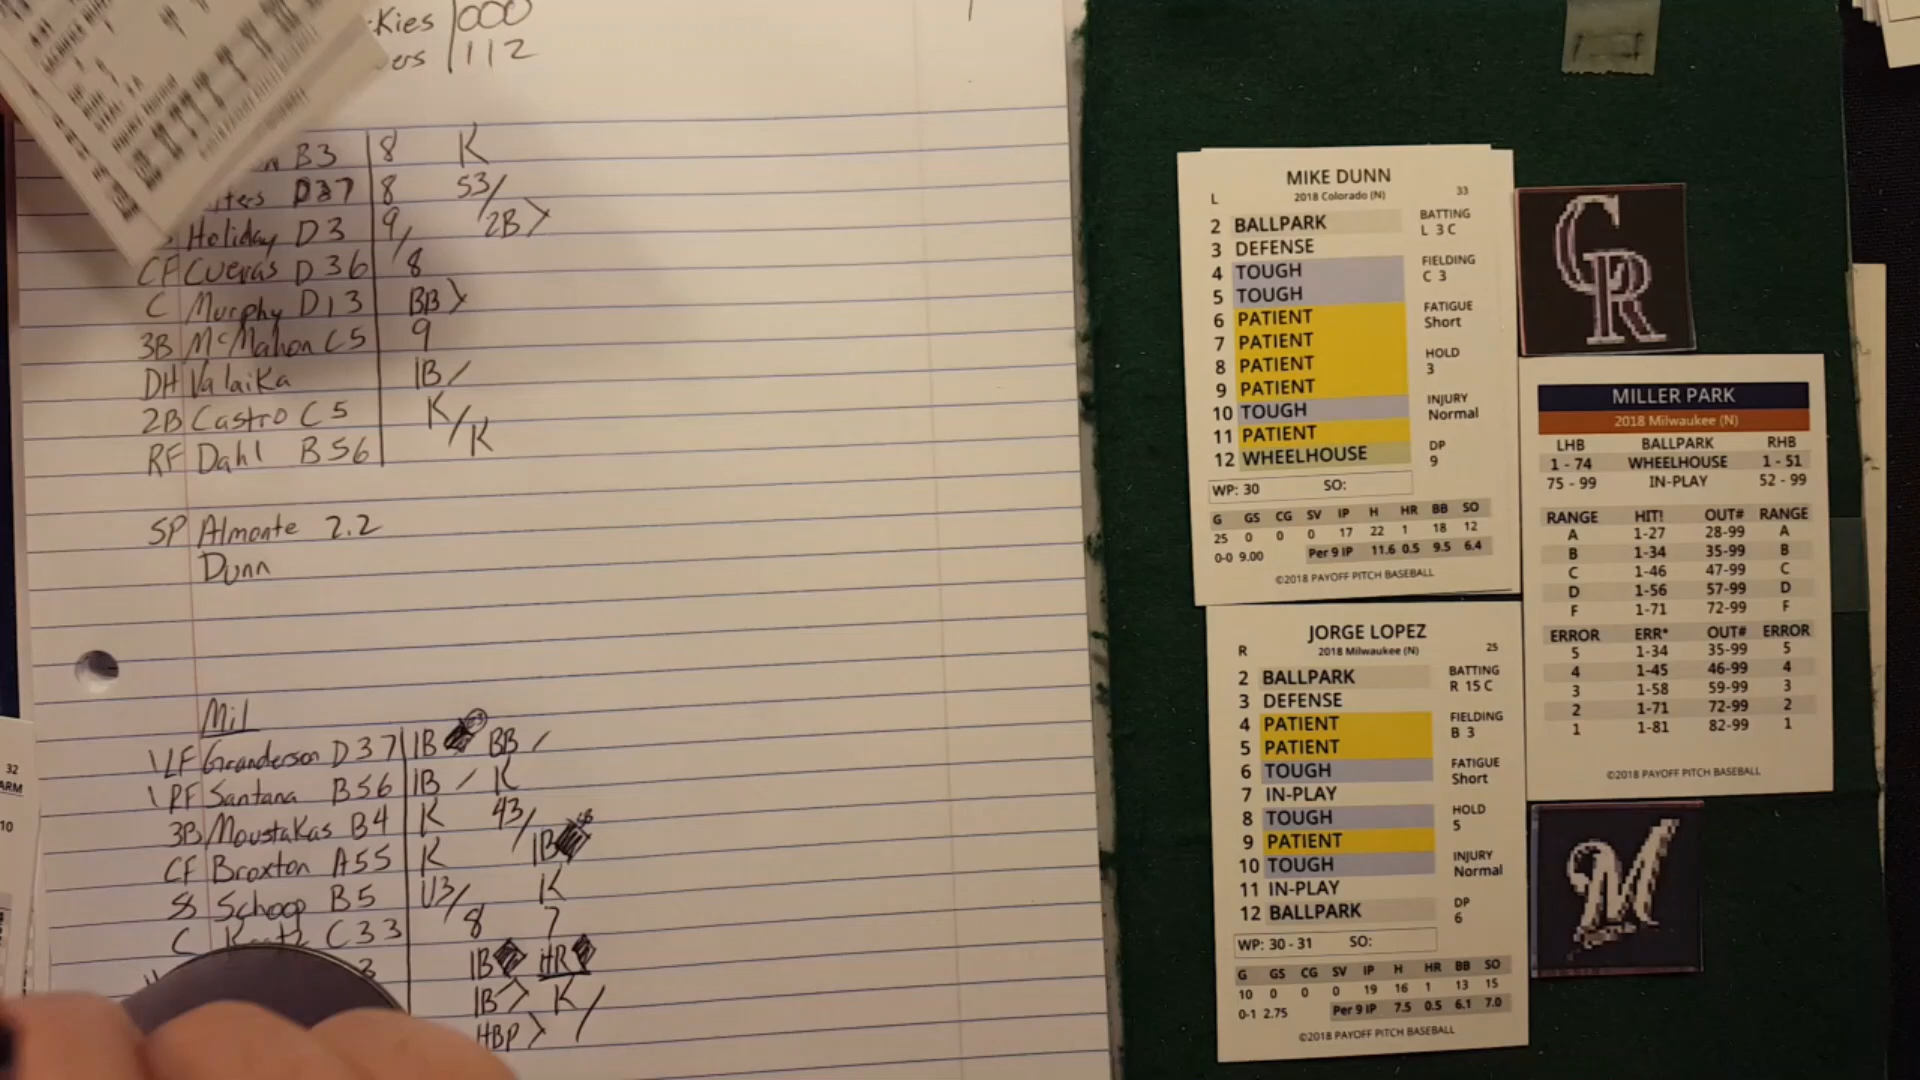 kies | 000
ers | 112
B3 | 8 K
D37 | 8 53/
Holiday D3 | 9/ 2B >
CF Cuevas D36 | 8
C Murphy D13 BB >
3B McMahon C5 9
DH Valaika 1B /
2B Castro C5 K/
RF Dahl B56 K
SP Almonte 2.2
Dunn
Mil
LF Granderson D37 | 1B BB /
RF Santana B56 | 1B / K
3B Moustakas B4 K 43/
CF Broxton A55 K 1B
SS Schoop B5 U3/ K
C C33 8 7
3 1B HR
1B > K /
HBP >
32
ARM
10
MIKE DUNN
L 2018 Colorado (N) 33
2 BALLPARK
3 DEFENSE
4 TOUGH
5 TOUGH
6 PATIENT
7 PATIENT
8 PATIENT
9 PATIENT
10 TOUGH
11 PATIENT
12 WHEELHOUSE
BATTING
L 3 C
FIELDING
C 3
FATIGUE
Short
HOLD
3
INJURY
Normal
DP
9
WP: 30 SO:
G GS CG SV IP H HR BB SO
25 0 0 0 17 22 1 18 12
0-0 9.00 Per 9 IP 11.6 0.5 9.5 6.4
©2018 PAYOFF PITCH BASEBALL
CR
JORGE LOPEZ
R 2018 Milwaukee (N) 25
2 BALLPARK
3 DEFENSE
4 PATIENT
5 PATIENT
6 TOUGH
7 IN-PLAY
8 TOUGH
9 PATIENT
10 TOUGH
11 IN-PLAY
12 BALLPARK
BATTING
R 15 C
FIELDING
B 3
FATIGUE
Short
HOLD
5
INJURY
Normal
DP
6
WP: 30 - 31 SO:
G GS CG SV IP H HR BB SO
10 0 0 0 19 16 1 13 15
0-1 2.75 Per 9 IP 7.5 0.5 6.1 7.0
©2018 PAYOFF PITCH BASEBALL
MILLER PARK
2018 Milwaukee (N)
LHB BALLPARK RHB
1 - 74 WHEELHOUSE 1 - 51
75 - 99 IN-PLAY 52 - 99
RANGE HIT! OUT# RANGE
A 1-27 28-99 A
B 1-34 35-99 B
C 1-46 47-99 C
D 1-56 57-99 D
F 1-71 72-99 F
ERROR ERR* OUT# ERROR
5 1-34 35-99 5
4 1-45 46-99 4
3 1-58 59-99 3
2 1-71 72-99 2
1 1-81 82-99 1
©2018 PAYOFF PITCH BASEBALL
M